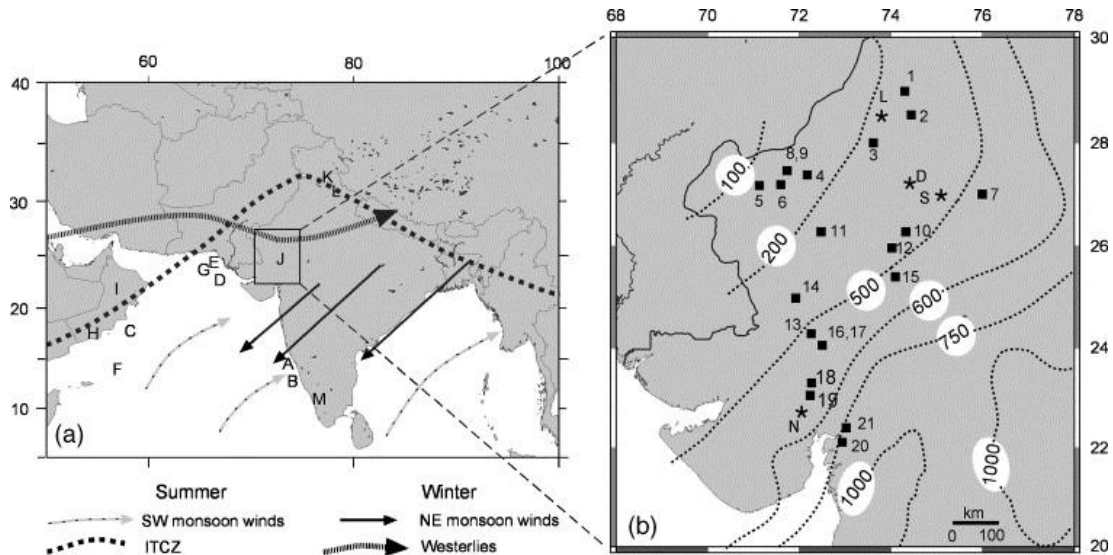 60 80 100
40
30
20
10
K
L
J
G
E
D
I
H
C
F
A
B
M
(a)
60 80
Summer Winter
SW monsoon winds NE monsoon winds
ITCZ Westerlies
68 70 72 74 76 78
30
28
26
24
22
20
1
L
2
3
8,9
4
100
5 6
D
S
7
200
11
10
12
500
15
600
14
750
13
16,17
18
19
N
21
20
1000
1000
km
0 100
(b)